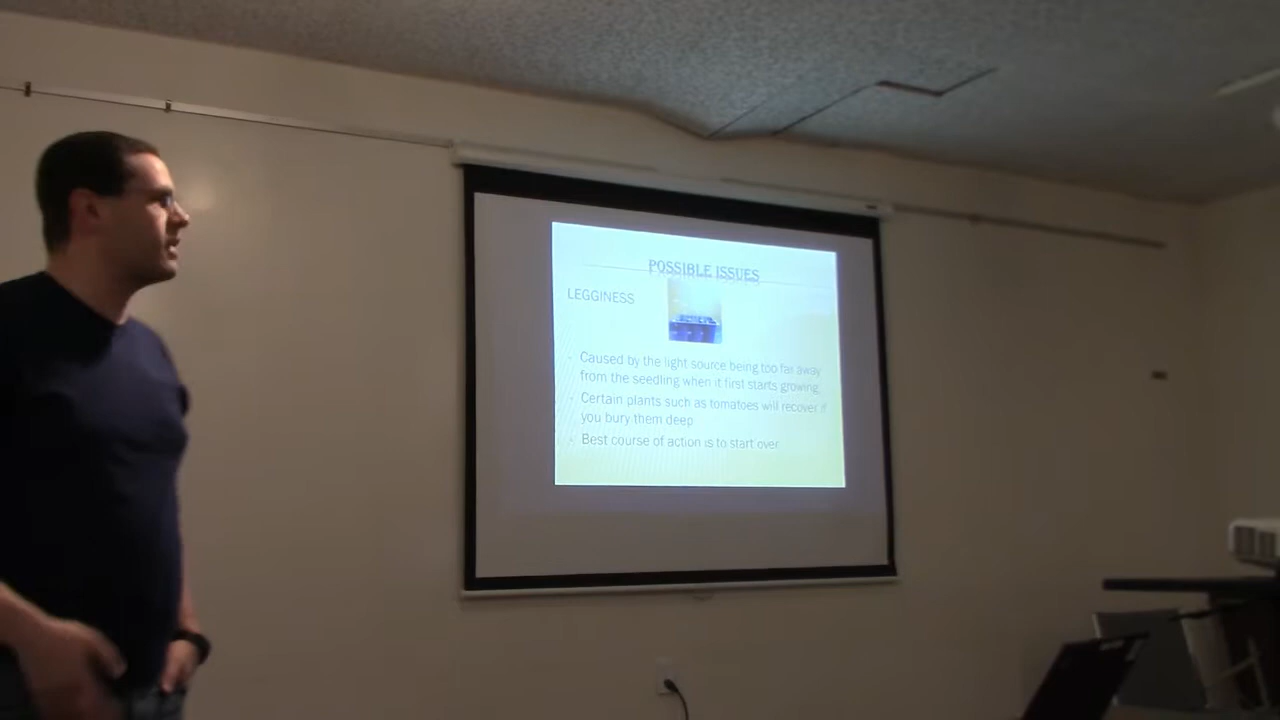 POSSIBLE ISSUES
LEGGINESS
Caused by the light source being too far away
from the seedling when it first starts growing.
Certain plants such as tomatoes will recover if
you bury them deep
Best course of action is to start over